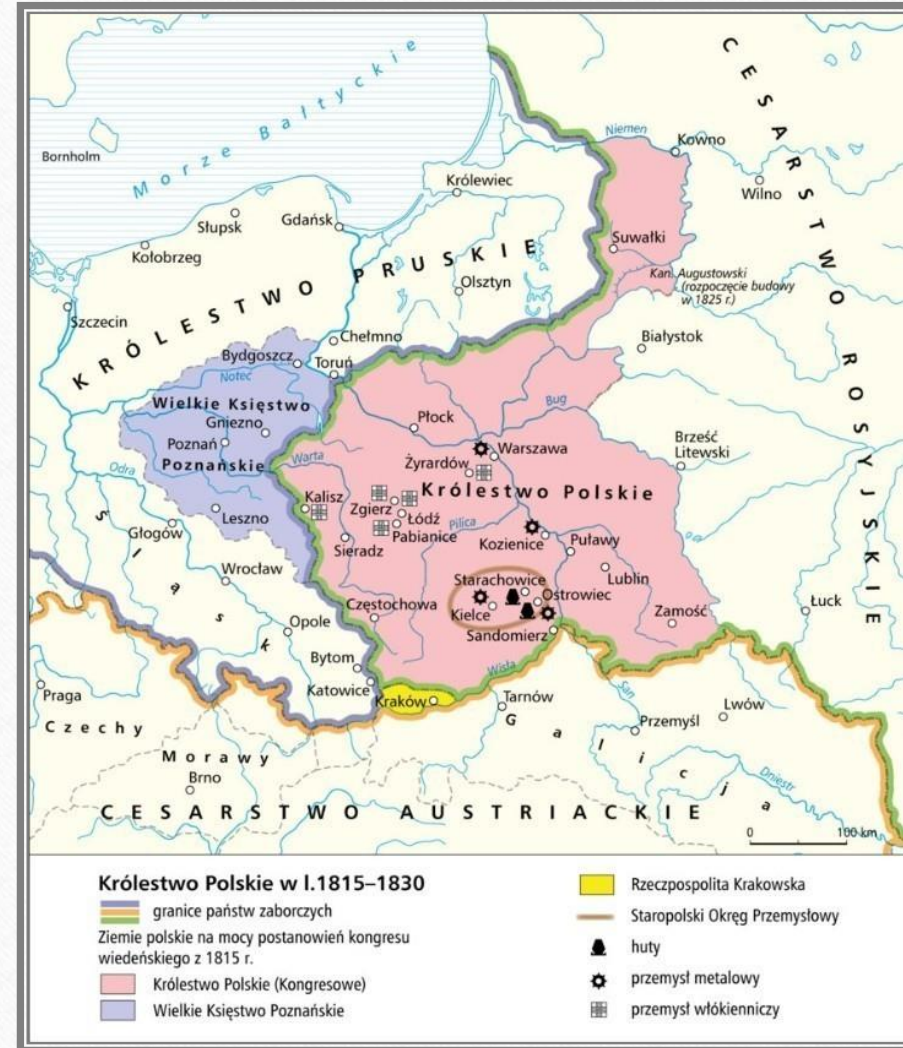 CESARSTWO ROSYJSKIE
Morze Bałtyckie
Bornholm
Niemen
Kowno
Wilno
Królewiec
Słupsk
Gdańsk
Kołobrzeg
Suwałki
KRÓLESTWO PRUSKIE
Olsztyn
Kan. Augustowski
(rozpoczęcie budowy
w 1825 r.)
Szczecin
Chełmno
Białystok
Bydgoszcz
Toruń
Noteć
Wielkie Księstwo
Gniezno
Poznań
Poznańskie
Płock
Bug
Warszawa
Brześć
Litewski
Odra
Warta
Żyrardów
Królestwo Polskie
Kalisz
Zgierz
Łódź
Pabianice
Pilica
Leszno
Głogów
Śląsk
Sieradz
Kozienice
Puławy
Wrocław
Lublin
Starachowice
Ostrowiec
Kielce
Częstochowa
Zamość
Łuck
Sandomierz
Opole
Bytom
Katowice
Wisła
Kraków
Tarnów
San
Praga
Czechy
Galicja
Przemyśl
Lwów
Morawy
Brno
Dniestr
CESARSTWO AUSTRIACKIE
0 100 km
Królestwo Polskie w l.1815–1830
granice państw zaborczych
Ziemie polskie na mocy postanowień kongresu
wiedeńskiego z 1815 r.
Królestwo Polskie (Kongresowe)
Wielkie Księstwo Poznańskie
Rzeczpospolita Krakowska
Staropolski Okręg Przemysłowy
huty
przemysł metalowy
przemysł włókienniczy